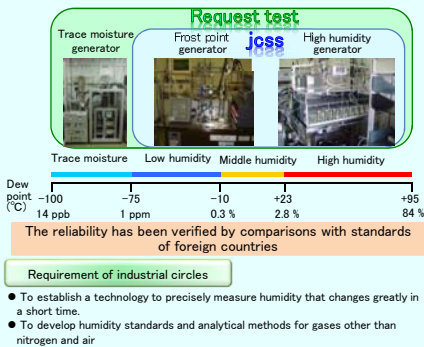 Request test
Trace moisture
generator
Frost point
generator
jcss
High humidity
generator
Trace moisture
Low humidity
Middle humidity
High humidity
Dew
point
(℃)
−100
−75
−10
+23
+95
14 ppb
1 ppm
0.3 %
2.8 %
84 %
The reliability has been verified by comparisons with standards
of foreign countries
Requirement of industrial circles
● To establish a technology to precisely measure humidity that changes greatly in
a short time.
● To develop humidity standards and analytical methods for gases other than
nitrogen and air